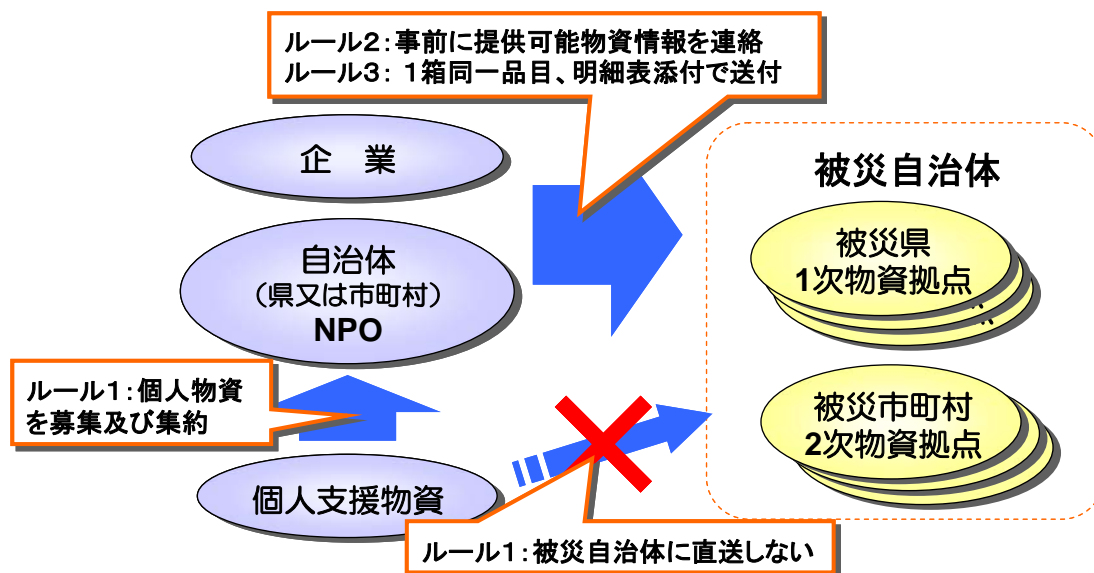 ルール2：事前に提供可能物資情報を連絡
ルール3：１箱同一品目、明細表添付で送付
企　業
自治体
（県又は市町村）
NPO
ルール１：個人物資
を募集及び集約
個人支援物資
ルール１：被災自治体に直送しない
被災自治体
被災県
1次物資拠点
被災市町村
2次物資拠点